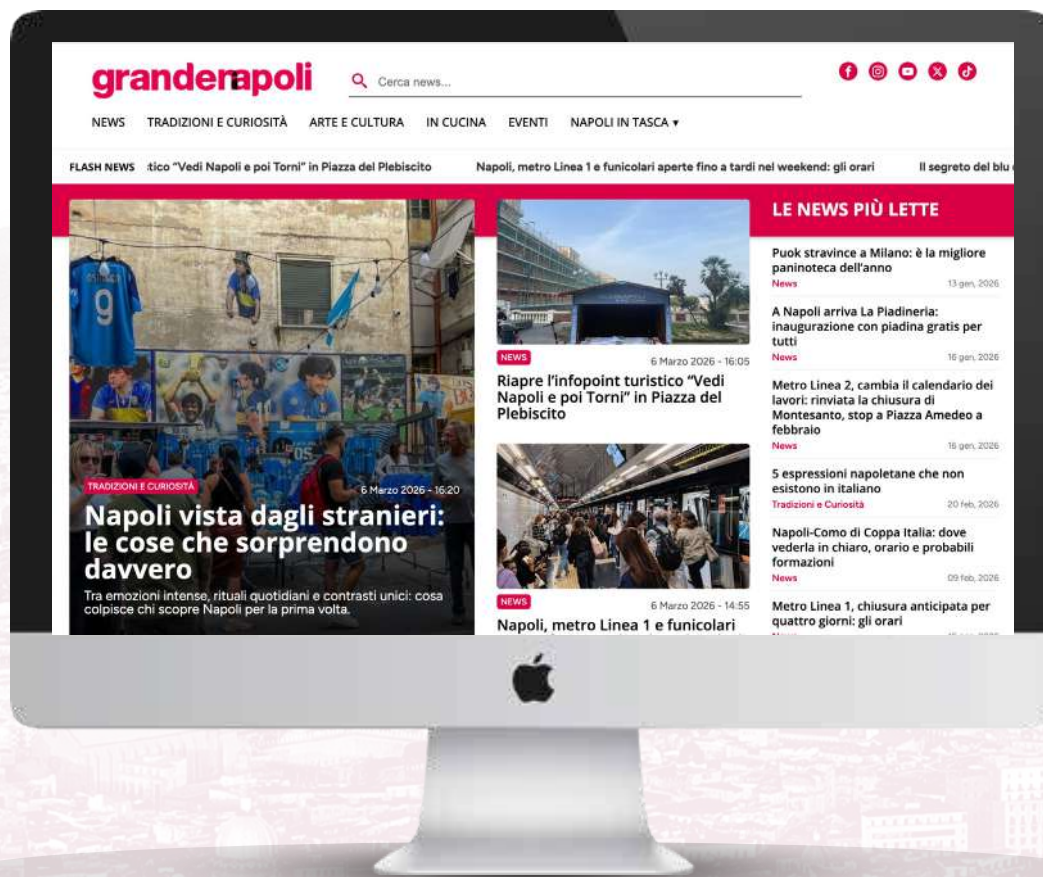 grandenapoli
Cerca news...
NEWS TRADIZIONI E CURIOSITÀ ARTE E CULTURA IN CUCINA EVENTI NAPOLI IN TASCA ▾
FLASH NEWS tico “Vedi Napoli e poi Torni” in Piazza del Plebiscito Napoli, metro Linea 1 e funicolari aperte fino a tardi nel weekend: gli orari Il segreto del blu
9
TRADIZIONI E CURIOSITÀ
6 Marzo 2026 - 16:20
Napoli vista dagli stranieri:
le cose che sorprendono
davvero
Tra emozioni intense, rituali quotidiani e contrasti unici: cosa
colpisce chi scopre Napoli per la prima volta.
NEWS
6 Marzo 2026 - 16:05
Riapre l’infopoint turistico “Vedi
Napoli e poi Torni” in Piazza del
Plebiscito
NEWS
6 Marzo 2026 - 14:55
Napoli, metro Linea 1 e funicolari
LE NEWS PIÙ LETTE
Puok stravince a Milano: è la migliore
paninoteca dell’anno
News 13 gen, 2026
A Napoli arriva La Piadineria:
inaugurazione con piadina gratis per
tutti
News 16 gen, 2026
Metro Linea 2, cambia il calendario dei
lavori: rinviata la chiusura di
Montesanto, stop a Piazza Amedeo a
febbraio
News 16 gen, 2026
5 espressioni napoletane che non
esistono in italiano
Tradizioni e Curiosità 20 feb, 2026
Napoli-Como di Coppa Italia: dove
vederla in chiaro, orario e probabili
formazioni
News 09 feb, 2026
Metro Linea 1, chiusura anticipata per
quattro giorni: gli orari